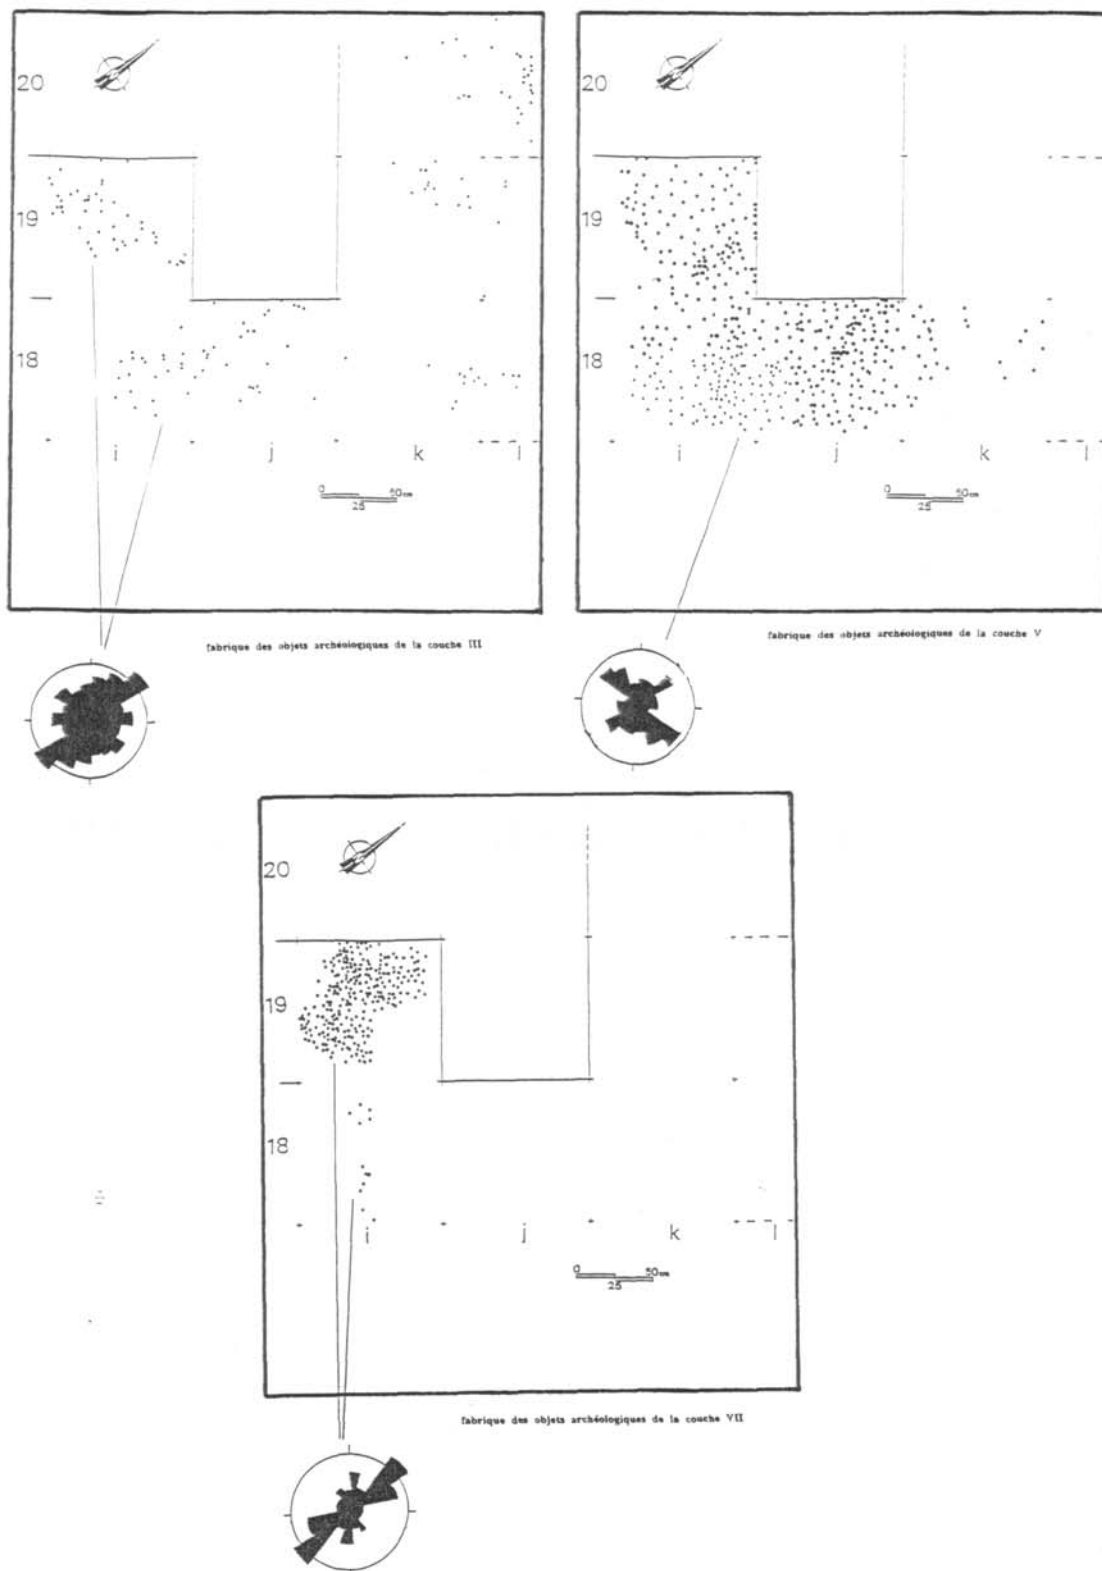 20
19
18
i j k l
0 50cm
25
fabrique des objets archéologiques de la couche III
20
19
18
i j k l
0 50cm
25
fabrique des objets archéologiques de la couche V
20
19
18
i j k l
0 50cm
25
fabrique des objets archéologiques de la couche VII